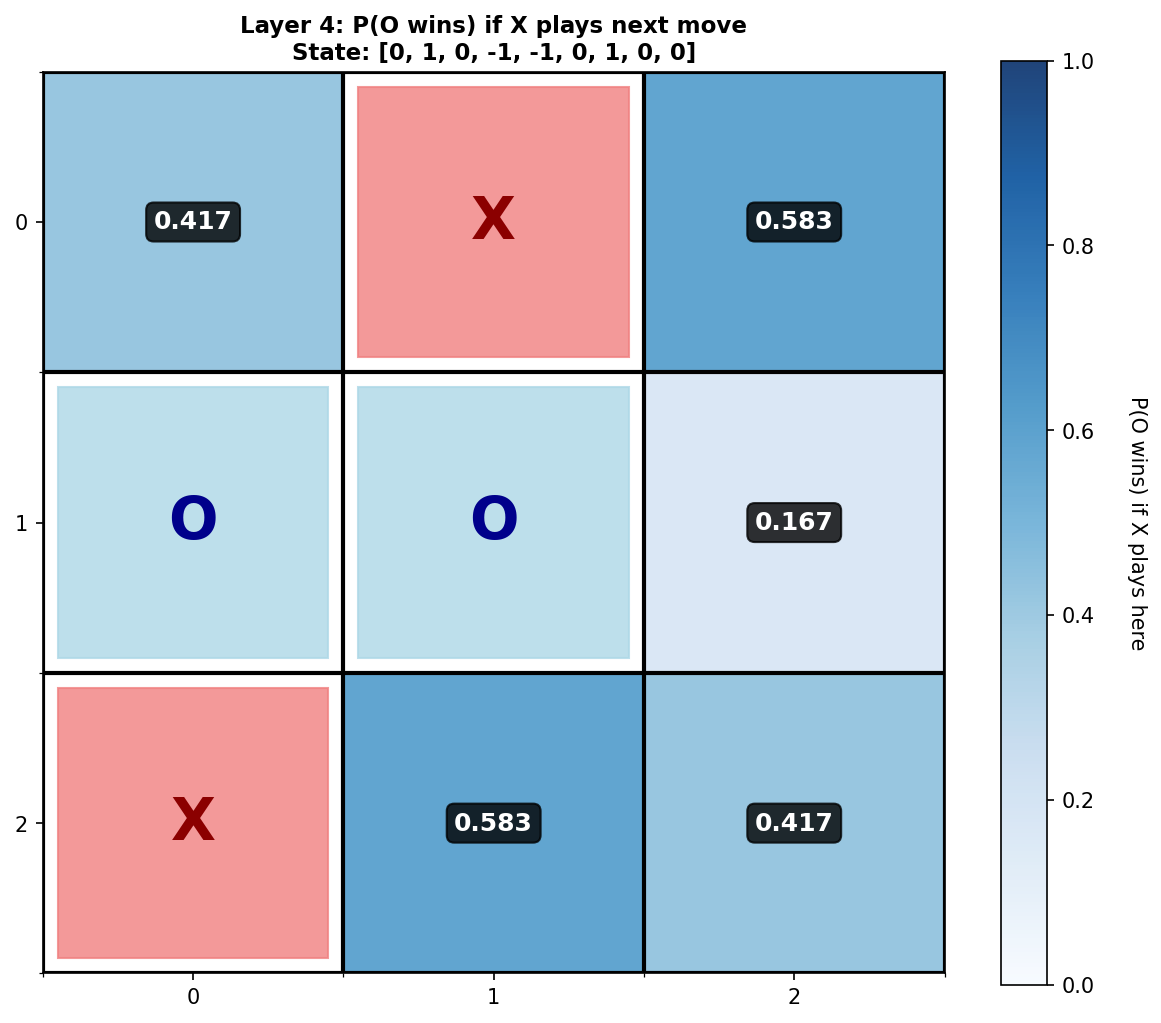 Layer 4: P(O wins) if X plays next move
State: [0, 1, 0, -1, -1, 0, 1, 0, 0]
0
0.417
X
0.583
1
O
O
0.167
2
X
0.583
0.417
0
1
2
1.0
0.8
0.6
0.4
0.2
0.0
P(O wins) if X plays here